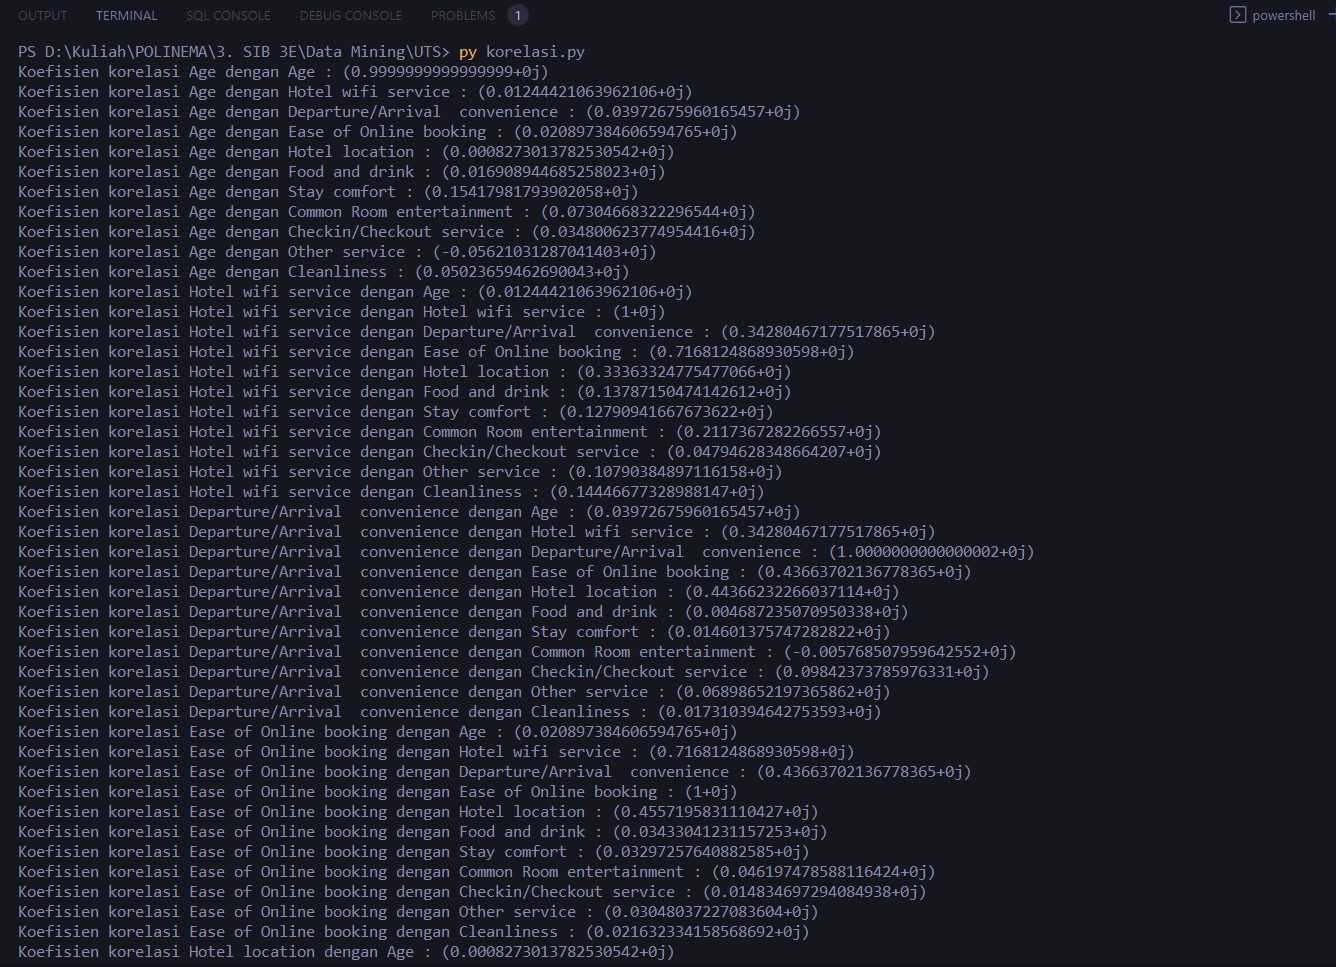 OUTPUT TERMINAL SQL CONSOLE DEBUG CONSOLE PROBLEMS 1 powershell
PS D:\Kuliah\POLINEMA\3. SIB 3E\Data Mining\UTS> py korelasi.py
Koefisien korelasi Age dengan Age : (0.9999999999999999+0j)
Koefisien korelasi Age dengan Hotel wifi service : (0.01244421063962106+0j)
Koefisien korelasi Age dengan Departure/Arrival  convenience : (0.03972675960165457+0j)
Koefisien korelasi Age dengan Ease of Online booking : (0.020897384606594765+0j)
Koefisien korelasi Age dengan Hotel location : (0.0008273013782530542+0j)
Koefisien korelasi Age dengan Food and drink : (0.016908944685258023+0j)
Koefisien korelasi Age dengan Stay comfort : (0.15417981793902058+0j)
Koefisien korelasi Age dengan Common Room entertainment : (0.07304668322296544+0j)
Koefisien korelasi Age dengan Checkin/Checkout service : (0.034800623774954416+0j)
Koefisien korelasi Age dengan Other service : (-0.05621031287041403+0j)
Koefisien korelasi Age dengan Cleanliness : (0.05023659462690043+0j)
Koefisien korelasi Hotel wifi service dengan Age : (0.01244421063962106+0j)
Koefisien korelasi Hotel wifi service dengan Hotel wifi service : (1+0j)
Koefisien korelasi Hotel wifi service dengan Departure/Arrival  convenience : (0.34280467177517865+0j)
Koefisien korelasi Hotel wifi service dengan Ease of Online booking : (0.7168124868930598+0j)
Koefisien korelasi Hotel wifi service dengan Hotel location : (0.33363324775477066+0j)
Koefisien korelasi Hotel wifi service dengan Food and drink : (0.13787150474142612+0j)
Koefisien korelasi Hotel wifi service dengan Stay comfort : (0.12790941667673622+0j)
Koefisien korelasi Hotel wifi service dengan Common Room entertainment : (0.2117367282266557+0j)
Koefisien korelasi Hotel wifi service dengan Checkin/Checkout service : (0.04794628348664207+0j)
Koefisien korelasi Hotel wifi service dengan Other service : (0.10790384897116158+0j)
Koefisien korelasi Hotel wifi service dengan Cleanliness : (0.14446677328988147+0j)
Koefisien korelasi Departure/Arrival  convenience dengan Age : (0.03972675960165457+0j)
Koefisien korelasi Departure/Arrival  convenience dengan Hotel wifi service : (0.34280467177517865+0j)
Koefisien korelasi Departure/Arrival  convenience dengan Departure/Arrival  convenience : (1.0000000000000002+0j)
Koefisien korelasi Departure/Arrival  convenience dengan Ease of Online booking : (0.43663702136778365+0j)
Koefisien korelasi Departure/Arrival  convenience dengan Hotel location : (0.44366232266037114+0j)
Koefisien korelasi Departure/Arrival  convenience dengan Food and drink : (0.004687235070950338+0j)
Koefisien korelasi Departure/Arrival  convenience dengan Stay comfort : (0.014601375747282822+0j)
Koefisien korelasi Departure/Arrival  convenience dengan Common Room entertainment : (-0.005768507959642552+0j)
Koefisien korelasi Departure/Arrival  convenience dengan Checkin/Checkout service : (0.09842373785976331+0j)
Koefisien korelasi Departure/Arrival  convenience dengan Other service : (0.06898652197365862+0j)
Koefisien korelasi Departure/Arrival  convenience dengan Cleanliness : (0.017310394642753593+0j)
Koefisien korelasi Ease of Online booking dengan Age : (0.020897384606594765+0j)
Koefisien korelasi Ease of Online booking dengan Hotel wifi service : (0.7168124868930598+0j)
Koefisien korelasi Ease of Online booking dengan Departure/Arrival  convenience : (0.43663702136778365+0j)
Koefisien korelasi Ease of Online booking dengan Ease of Online booking : (1+0j)
Koefisien korelasi Ease of Online booking dengan Hotel location : (0.4557195831110427+0j)
Koefisien korelasi Ease of Online booking dengan Food and drink : (0.03433041231157253+0j)
Koefisien korelasi Ease of Online booking dengan Stay comfort : (0.03297257640882585+0j)
Koefisien korelasi Ease of Online booking dengan Common Room entertainment : (0.046197478588116424+0j)
Koefisien korelasi Ease of Online booking dengan Checkin/Checkout service : (0.014834697294084938+0j)
Koefisien korelasi Ease of Online booking dengan Other service : (0.03048037227083604+0j)
Koefisien korelasi Ease of Online booking dengan Cleanliness : (0.021632334158568692+0j)
Koefisien korelasi Hotel location dengan Age : (0.0008273013782530542+0j)